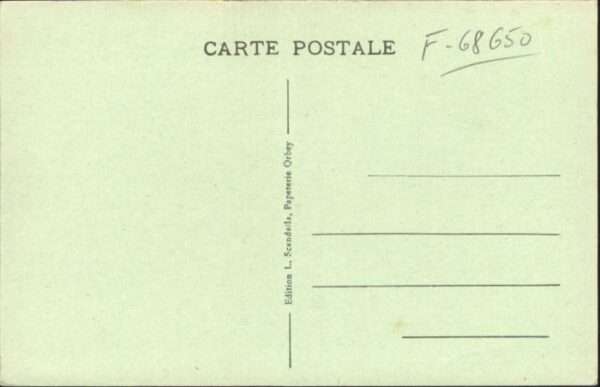 CARTE POSTALE
F-68650
Edition L. Scandella, Papeterie Orbey